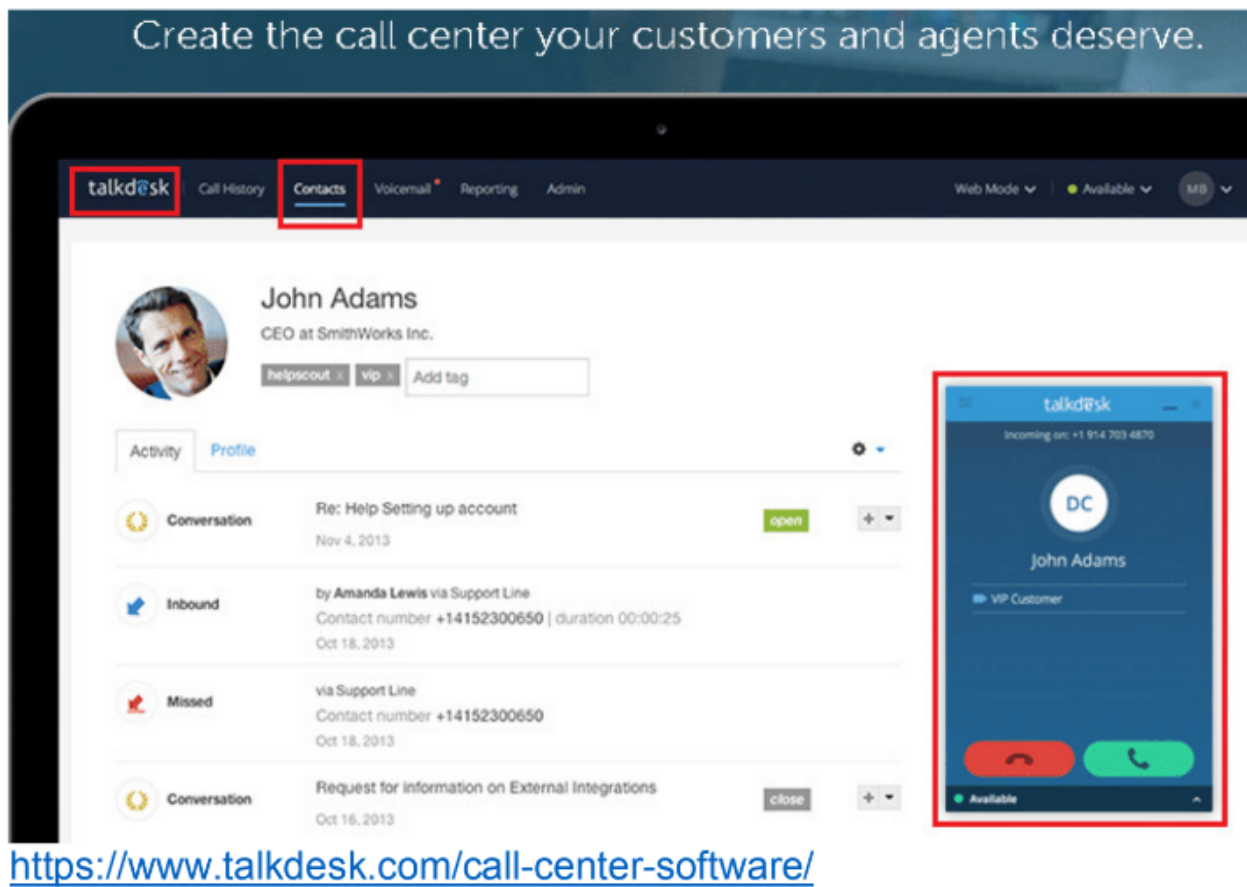 Create the call center your customers and agents deserve.
talkdesk Call History Contacts Voicemail Reporting Admin Web Mode Available MB
John Adams
CEO at SmithWorks Inc.
helpscout x vip x Add tag
Activity Profile
Conversation Re: Help Setting up account open
Nov 4, 2013
Inbound by Amanda Lewis via Support Line
Contact number +14152300650 | duration 00:00:25
Oct 18, 2013
Missed via Support Line
Contact number +14152300650
Oct 18, 2013
Conversation Request for information on External Integrations close
Oct 16, 2013
talkdesk
Incoming on: +1 914 703 4870
DC
John Adams
VIP Customer
Available
https://www.talkdesk.com/call-center-software/